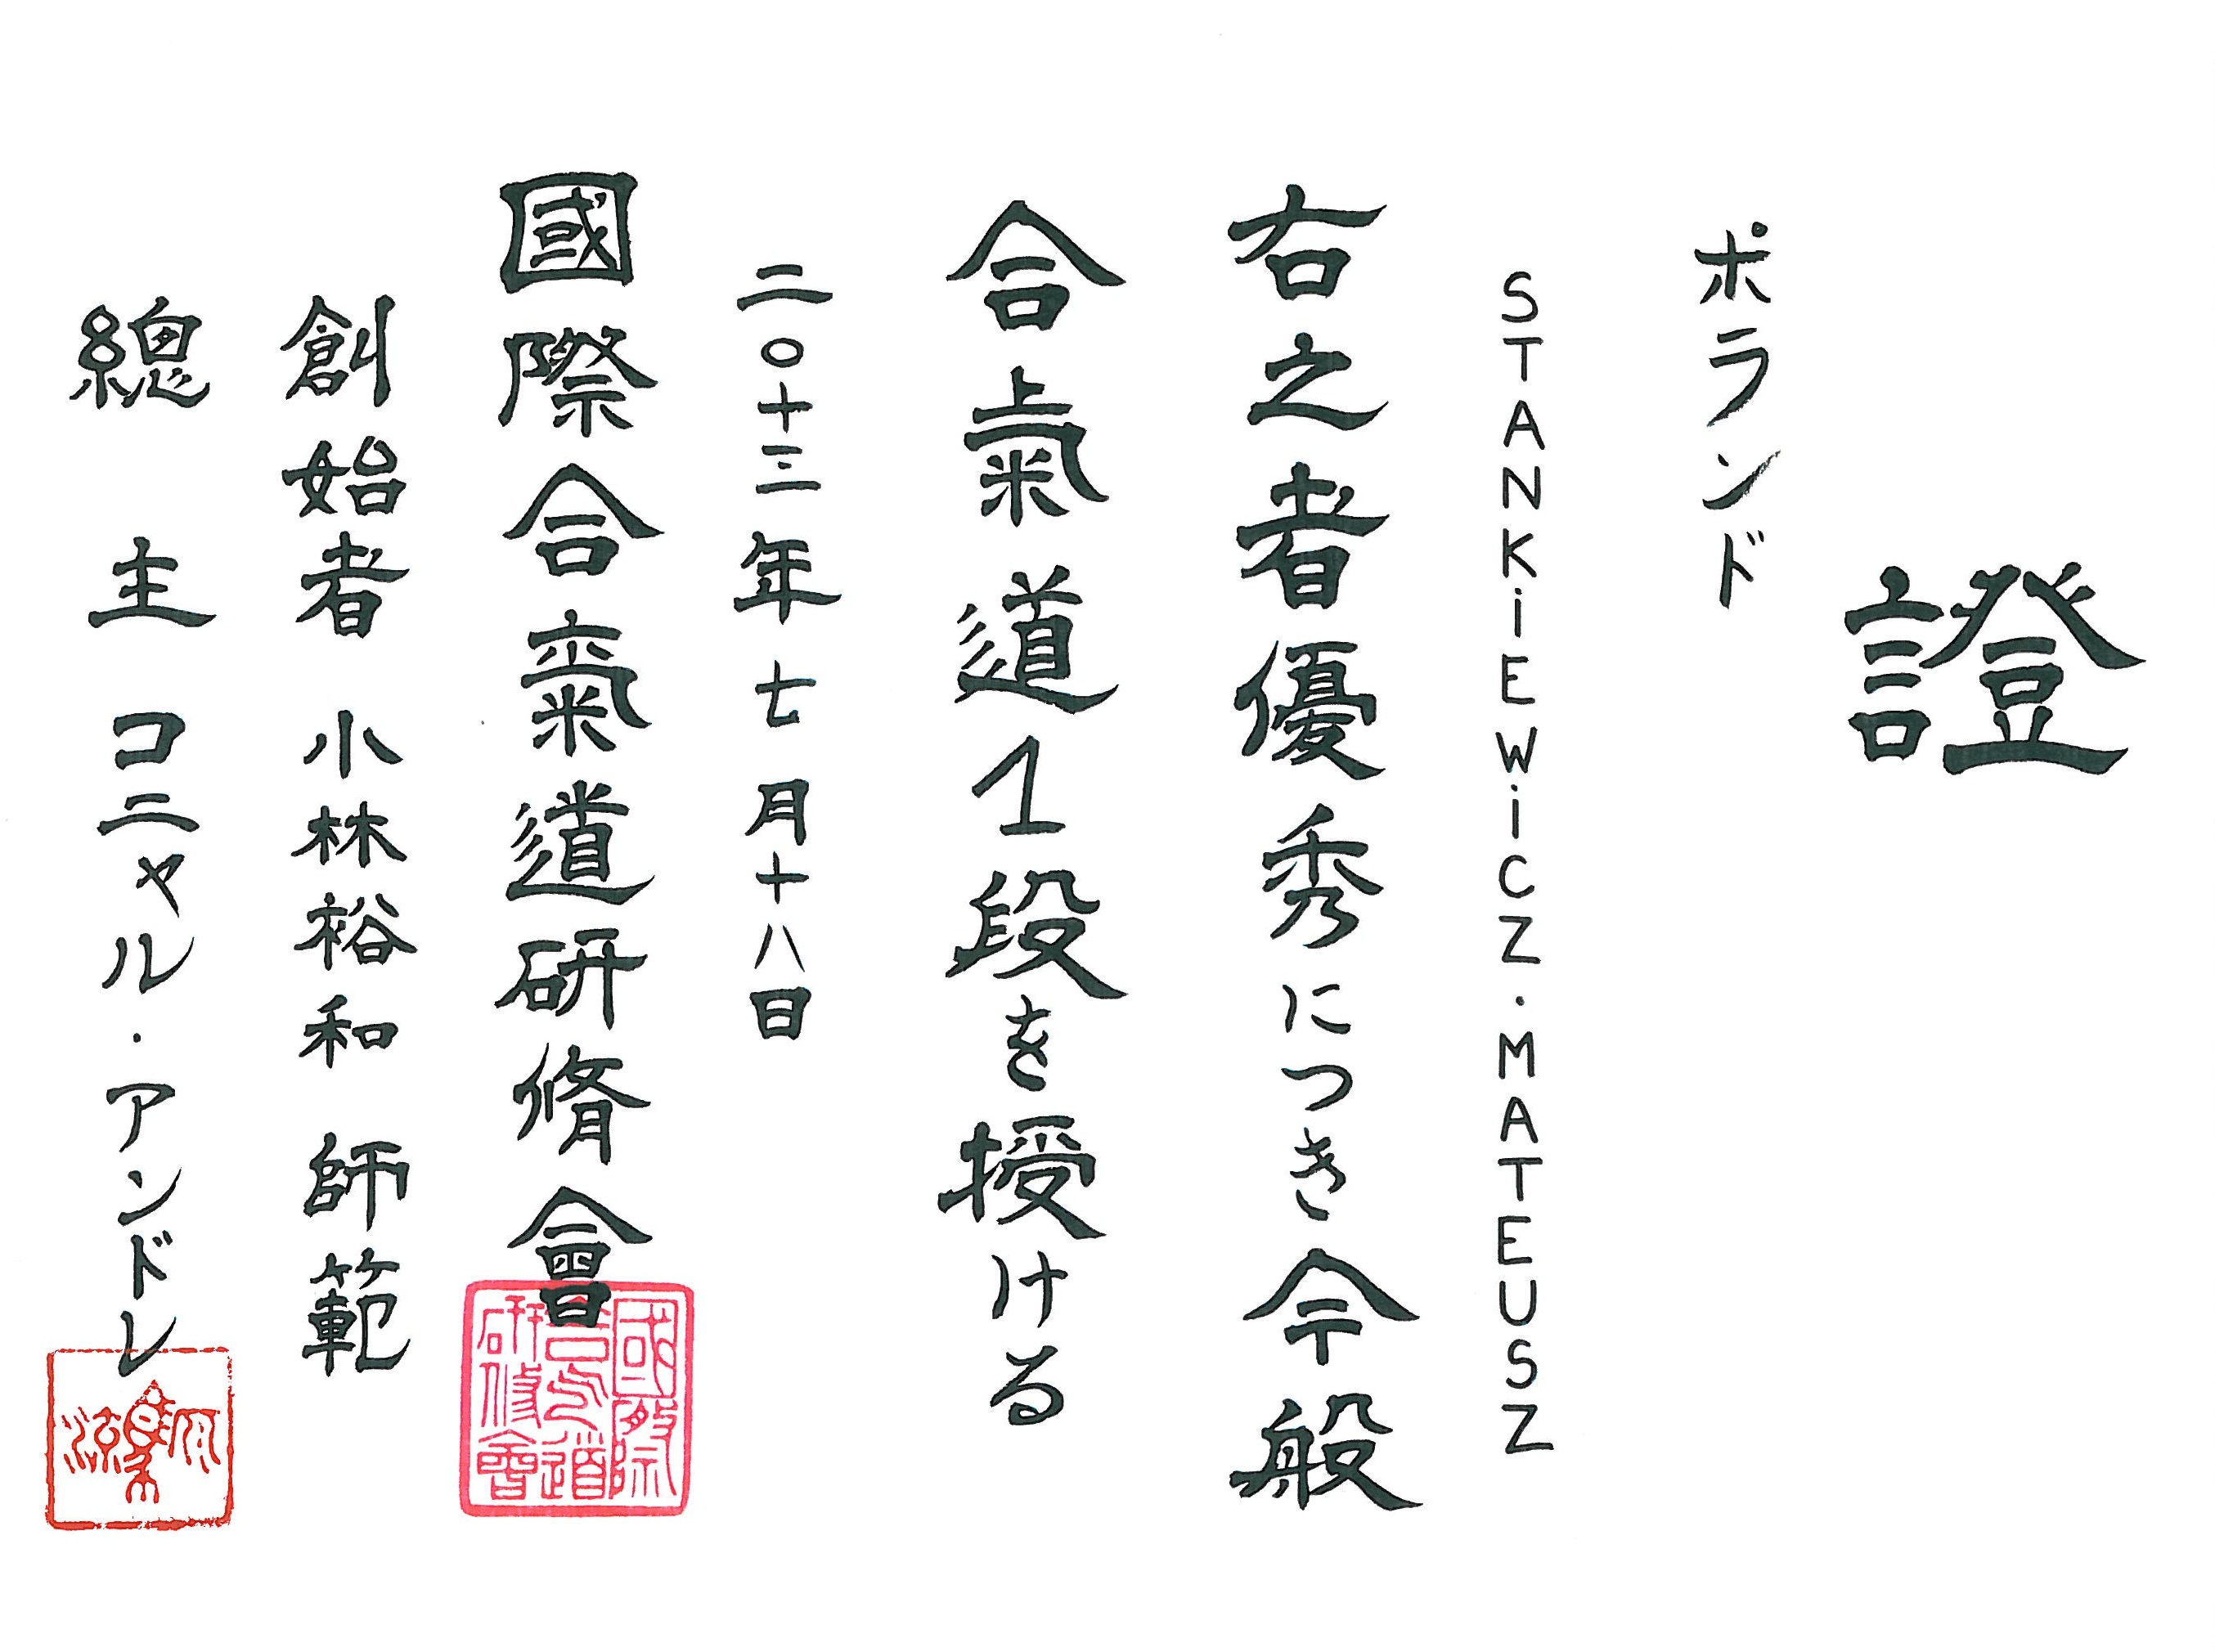 證
ポランド
STANKiEWiCZ・MATEUSZ
右之者優秀につき今般
合氣道1段を授ける
二〇十三年七月十八日
國際合氣道研脩會
國際合氣道研修會
創始者 小林裕和 師範
總主 コニャル・アンドレ